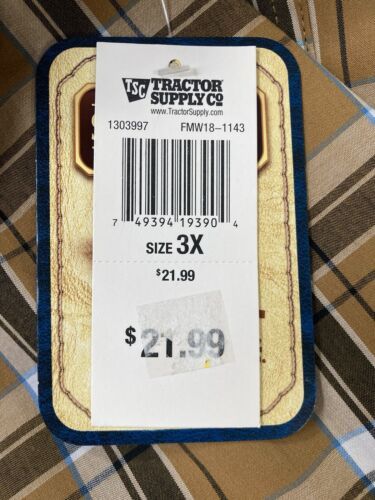 TSC TRACTOR
SUPPLY CO
www.TractorSupply.com
1303997 FMW18-1143
7 49394 19390 4
SIZE 3X
$21.99
$21.99